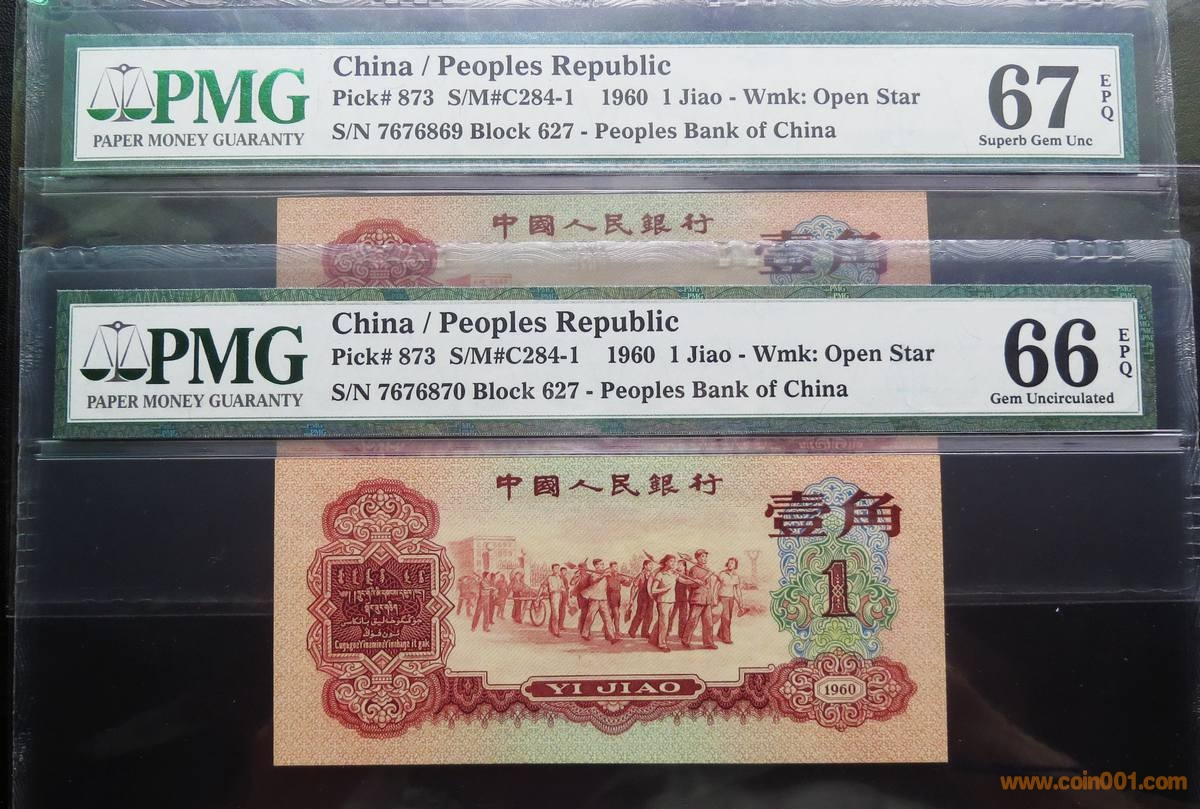 PMG
PAPER MONEY GUARANTY
China / Peoples Republic
Pick# 873 S/M#C284-1 1960 1 Jiao - Wmk: Open Star
S/N 7676869 Block 627 - Peoples Bank of China
67
EPQ
Superb Gem Unc
中國人民銀行
壹角
PMG
PAPER MONEY GUARANTY
China / Peoples Republic
Pick# 873 S/M#C284-1 1960 1 Jiao - Wmk: Open Star
S/N 7676870 Block 627 - Peoples Bank of China
66
EPQ
Gem Uncirculated
中國人民銀行
壹角
1
YI JIAO
1960
www.coin001.com